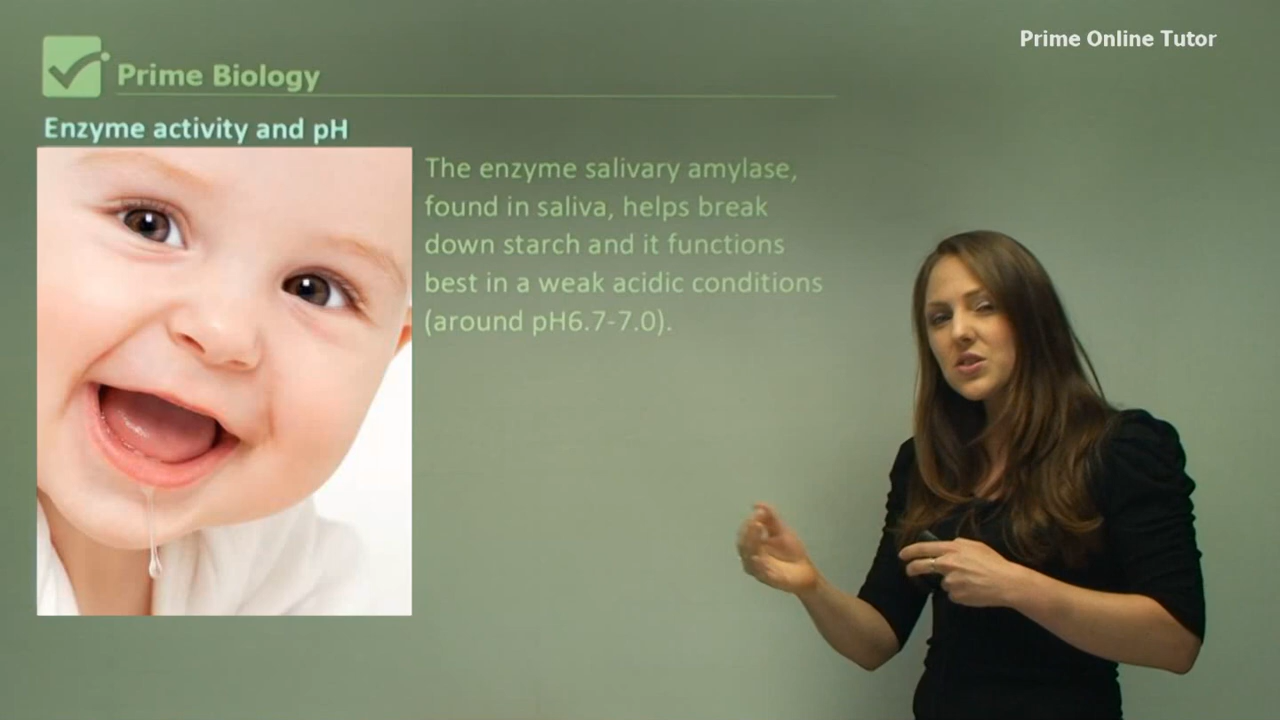 Prime Online Tutor
Prime Biology
Enzyme activity and pH
The enzyme salivary amylase,
found in saliva, helps break
down starch and it functions
best in a weak acidic conditions
(around pH6.7-7.0).